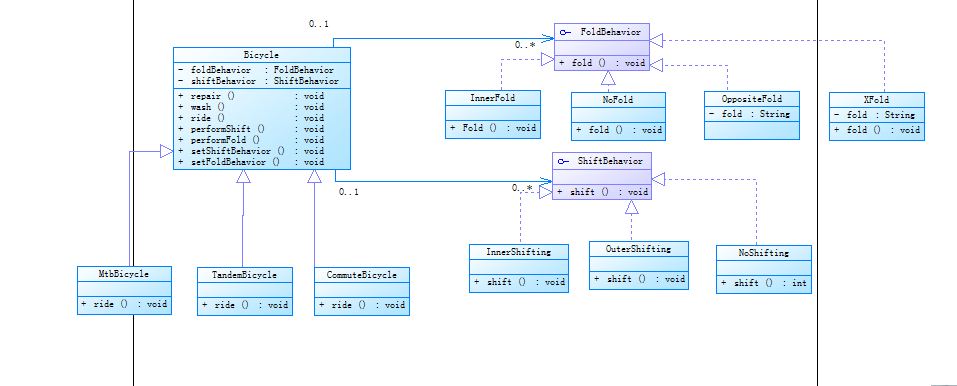 0..1
Bicycle
- foldBehavior : FoldBehavior
- shiftBehavior : ShiftBehavior
+ repair () : void
+ wash () : void
+ ride () : void
+ performShift () : void
+ performFold () : void
+ setShiftBehavior () : void
+ setFoldBehavior () : void
0..*
FoldBehavior
+ fold () : void
InnerFold
+ Fold () : void
NoFold
+ fold () : void
OppositeFold
- fold : String
XFold
- fold : String
+ fold () : void
0..1
0..*
ShiftBehavior
+ shift () : void
InnerShifting
+ shift () : void
OuterShifting
+ shift () : void
NoShifting
+ shift () : int
MtbBicycle
+ ride () : void
TandemBicycle
+ ride () : void
CommuteBicycle
+ ride () : void